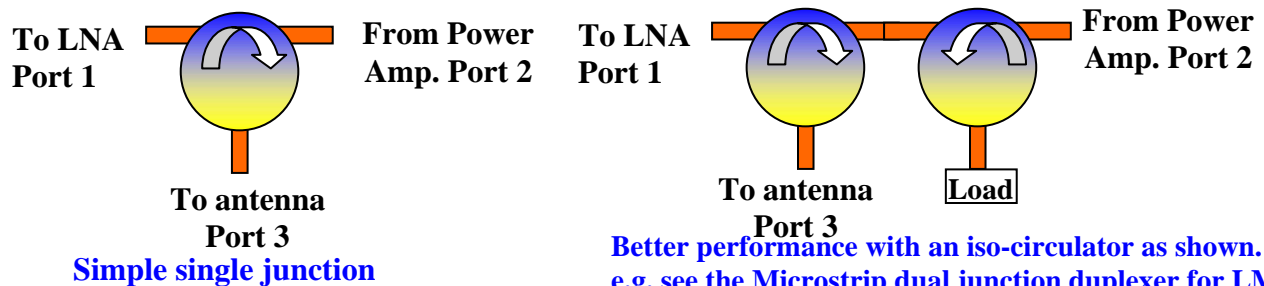 To LNA
Port 1
From Power
Amp. Port 2
To antenna
Port 3
Simple single junction
To LNA
Port 1
From Power
Amp. Port 2
To antenna
Port 3
Load
Better performance with an iso-circulator as shown.
e.g. see the Microstrip dual junction duplexer for LM